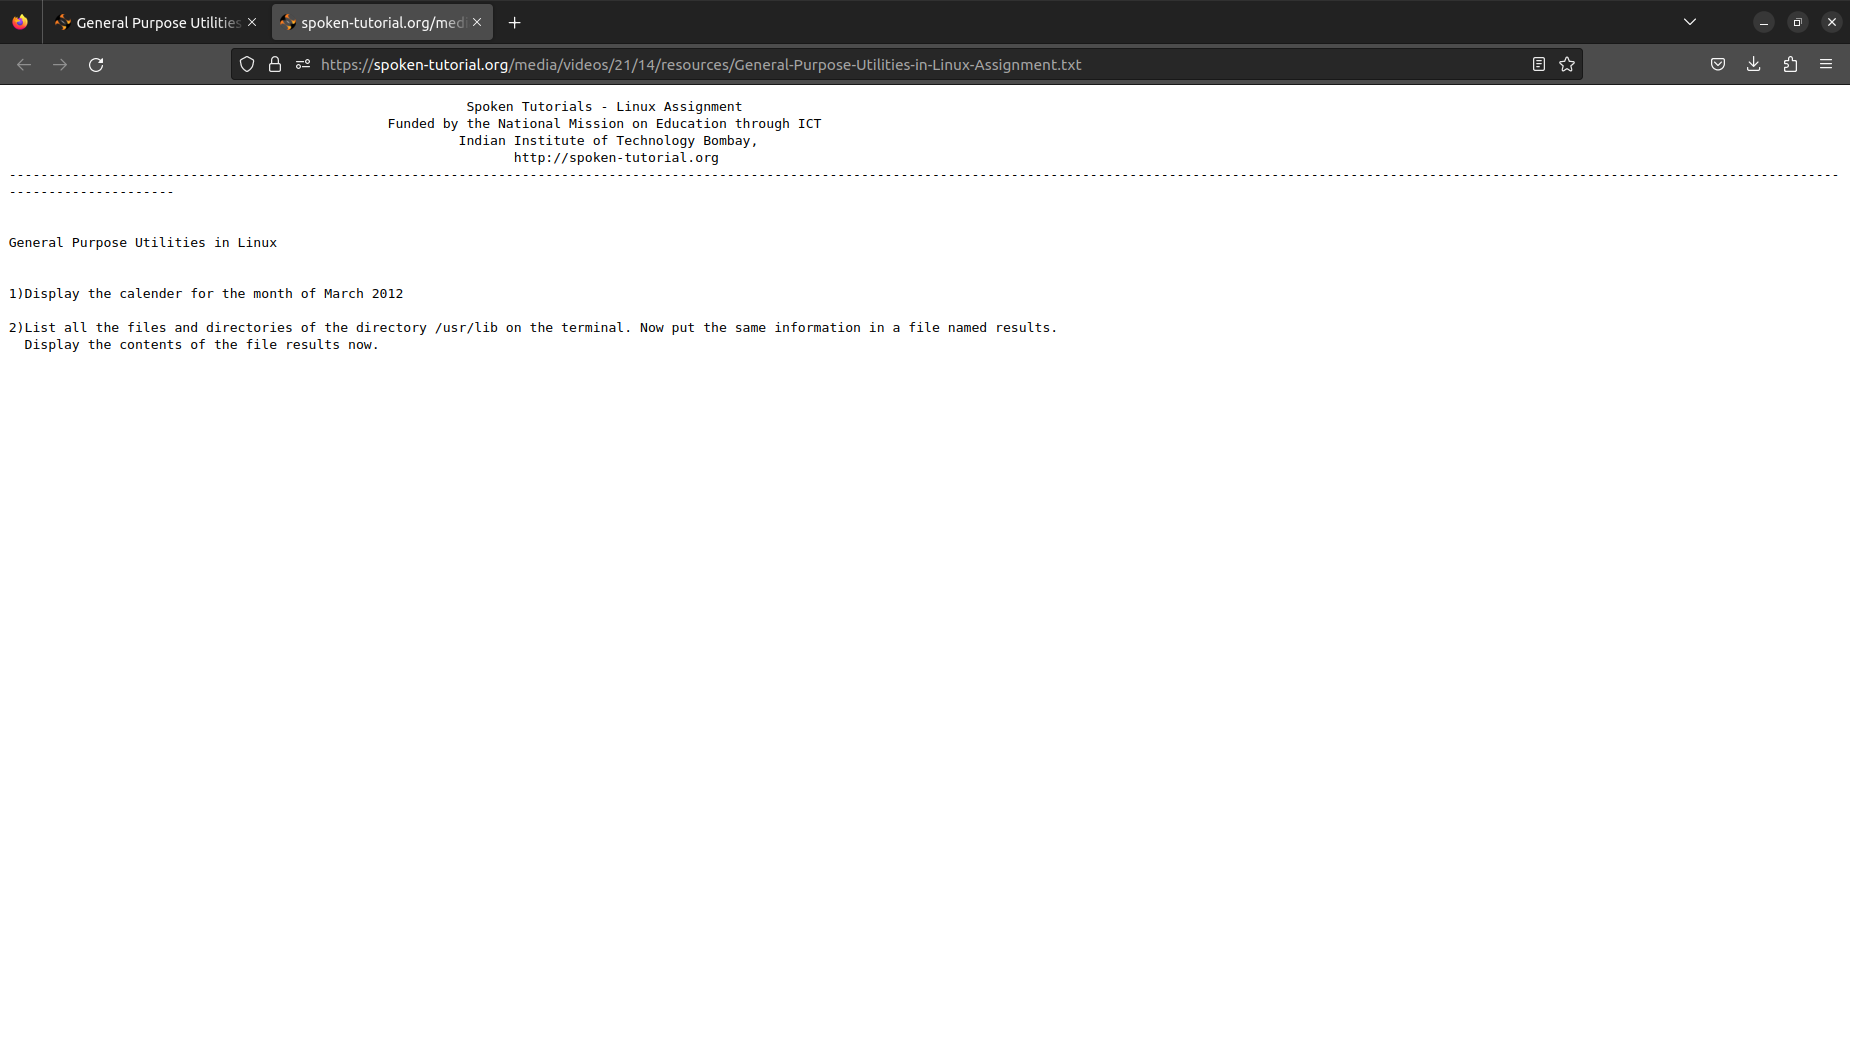 General Purpose Utilities
spoken-tutorial.org/med
https://spoken-tutorial.org/media/videos/21/14/resources/General-Purpose-Utilities-in-Linux-Assignment.txt
Spoken Tutorials - Linux Assignment
Funded by the National Mission on Education through ICT
Indian Institute of Technology Bombay,
http://spoken-tutorial.org
----------------------------------------------------------------------------------------------------------------------------------------------------------------------------------------------------------------------------------------
---------------------
General Purpose Utilities in Linux
1)Display the calender for the month of March 2012
2)List all the files and directories of the directory /usr/lib on the terminal. Now put the same information in a file named results.
Display the contents of the file results now.